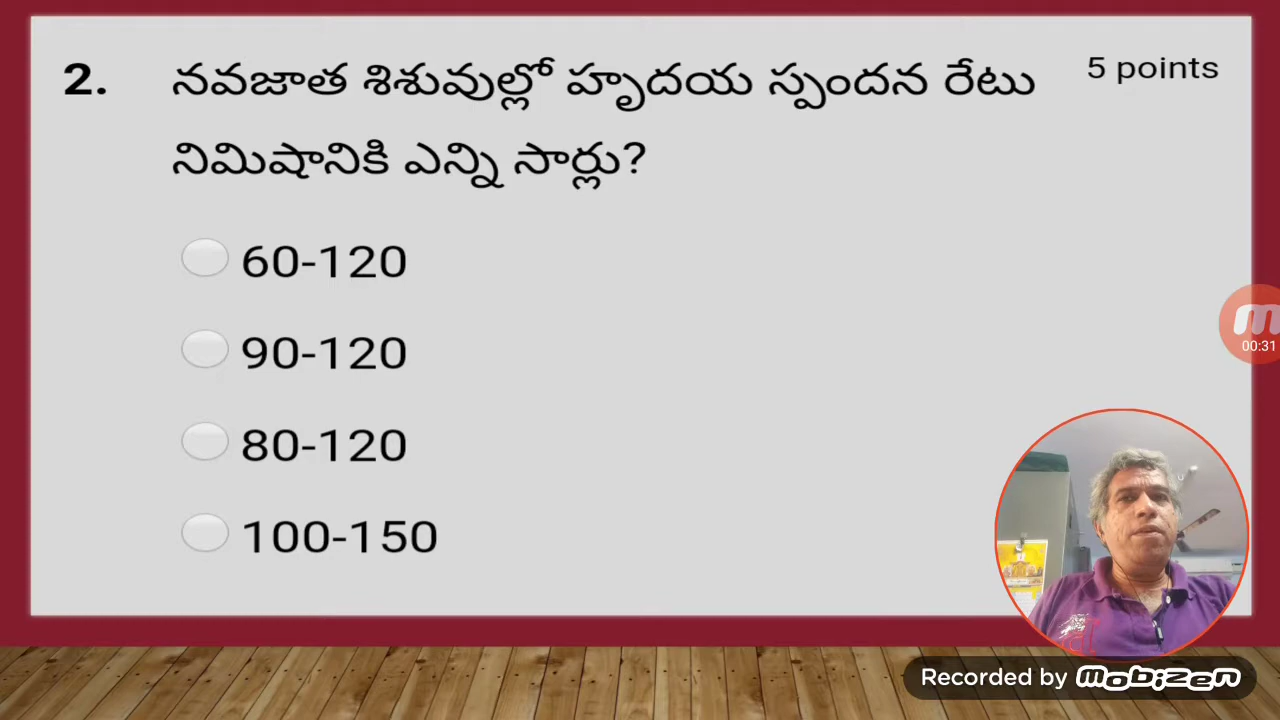 2. నవజాత శిశువుల్లో హృదయ స్పందన రేటు 5 points
నిమిషానికి ఎన్ని సార్లు?
60-120
90-120
80-120
100-150
00:31
Recorded by mobizen